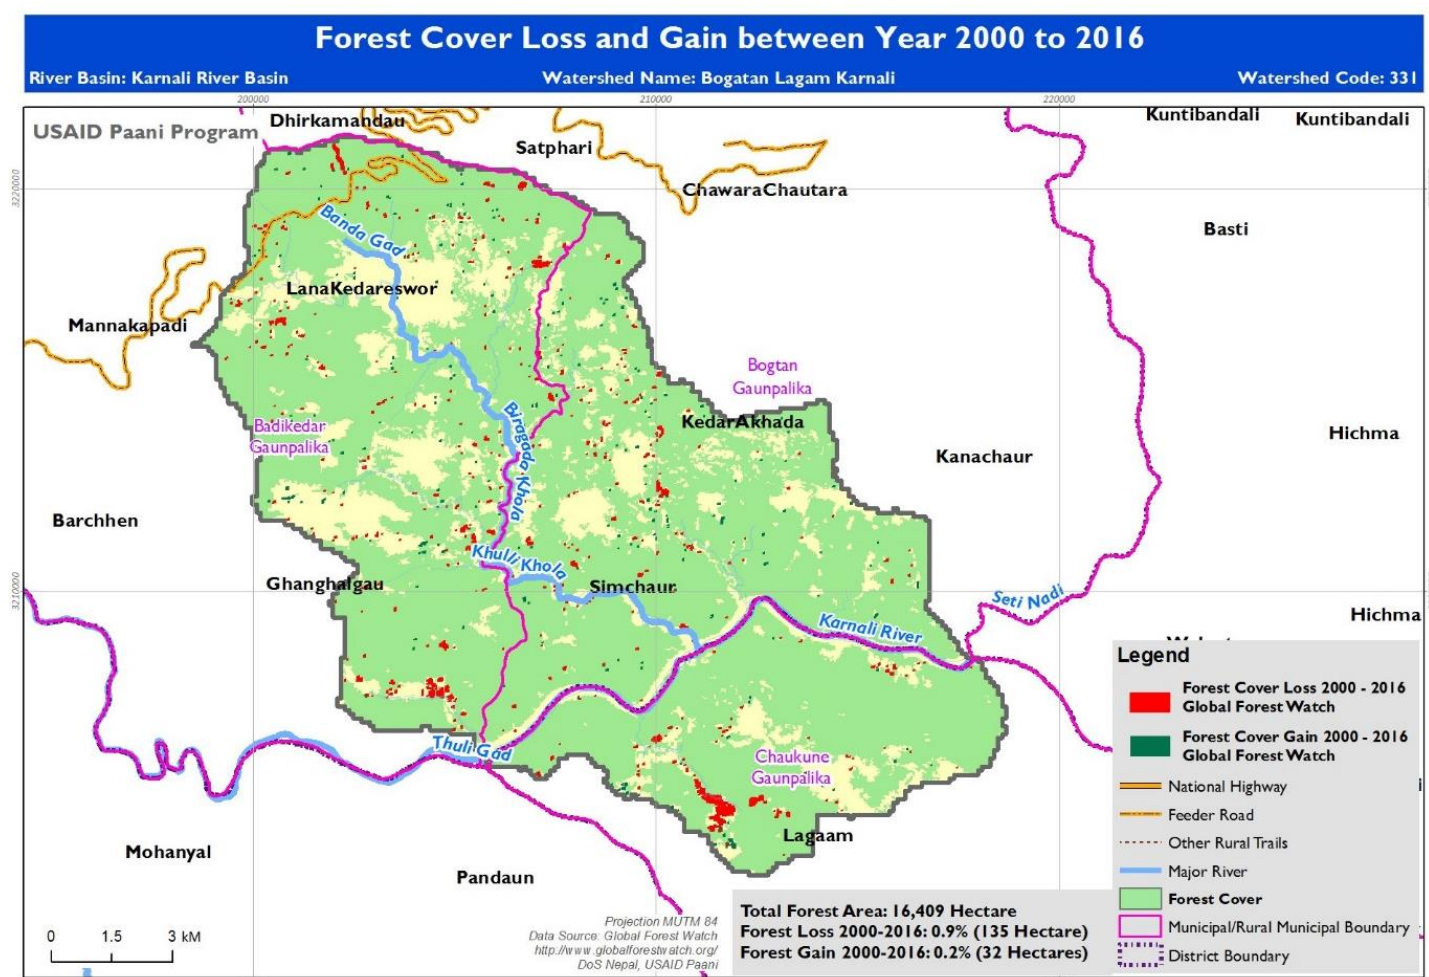 Forest Cover Loss and Gain between Year 2000 to 2016
River Basin: Karnali River Basin
Watershed Name: Bogatan Lagam Karnali
Watershed Code: 331
200000
210000
220000
USAID Paani Program
Dhirkamandau
Satphari
Kuntibandali
Kuntibandali
3220000
ChawaraChautara
Basti
Banda Gad
LanaKedareswor
Mannakapadi
Bogtan
Gaunpalika
Badikedar
Gaunpalika
KedarAkhada
Hichma
Kanachaur
Biragada Khola
Barchhen
Khulli Khola
Ghanghalgau
Simchaur
3210000
Seti Nadi
Karnali River
Hichma
Thuli Gad
Chaukune
Gaunpalika
Lagaam
Mohanyal
Pandaun
Legend
Forest Cover Loss 2000 - 2016
Global Forest Watch
Forest Cover Gain 2000 - 2016
Global Forest Watch
National Highway
Feeder Road
Other Rural Trails
Major River
Forest Cover
Municipal/Rural Municipal Boundary
District Boundary
Total Forest Area: 16,409 Hectare
Forest Loss 2000-2016: 0.9% (135 Hectare)
Forest Gain 2000-2016: 0.2% (32 Hectares)
Projection MUTM 84
Data Source: Global Forest Watch
http://www.globalforestwatch.org/
DoS Nepal, USAID Paani
0 1.5 3 kM